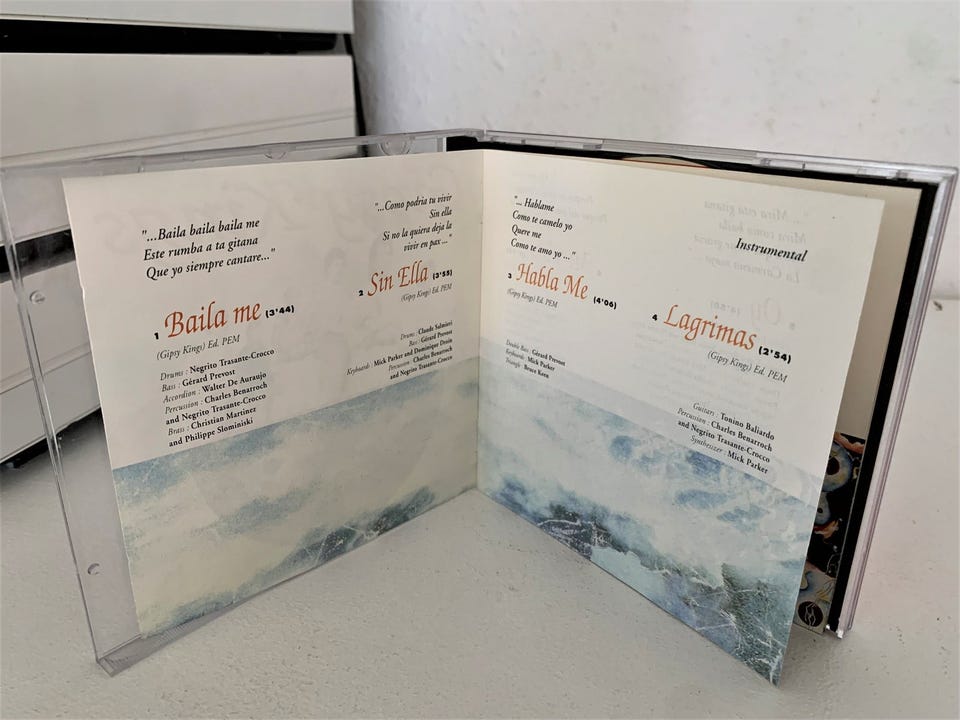 "...Baila baila baila me
Este rumba a ta gitana
Que yo siempre cantare..."
1 Baila me (3'44)
(Gipsy Kings) Ed. PEM
Drums : Negrito Trasante-Crocco
Bass : Gérard Prevost
Accordion : Walter De Auraujo
Percussion : Charles Benarroch
and Negrito Trasante-Crocco
Brass : Christian Martinez
and Philippe Slominiski
"...Como podria tu vivir
Sin ella
Si no la quiera deja la
vivir en pax ..."
2 Sin Ella (3'55)
(Gipsy Kings) Ed. PEM
Drums : Claude Salmieri
Bas : Gérard Prevost
Keyboards : Mick Parker and Dominique Droin
Percussion : Charles Benarroch
and Negrito Trasante-Crocco
"... Hablame
Como te camelo yo
Quere me
Como te amo yo ..."
3 Habla Me (4'06)
(Gipsy Kings) Ed. PEM
Double Bass : Gérard Prevost
Keyboards : Mick Parker
Triangle : Bruce Keen
Instrumental
4 Lagrimas (2'54)
(Gipsy Kings) Ed. PEM
Guitars : Tonino Baliardo
Percussion : Charles Benarroch
and Negrito Trasante-Crocco
Synthesizer : Mick Parker